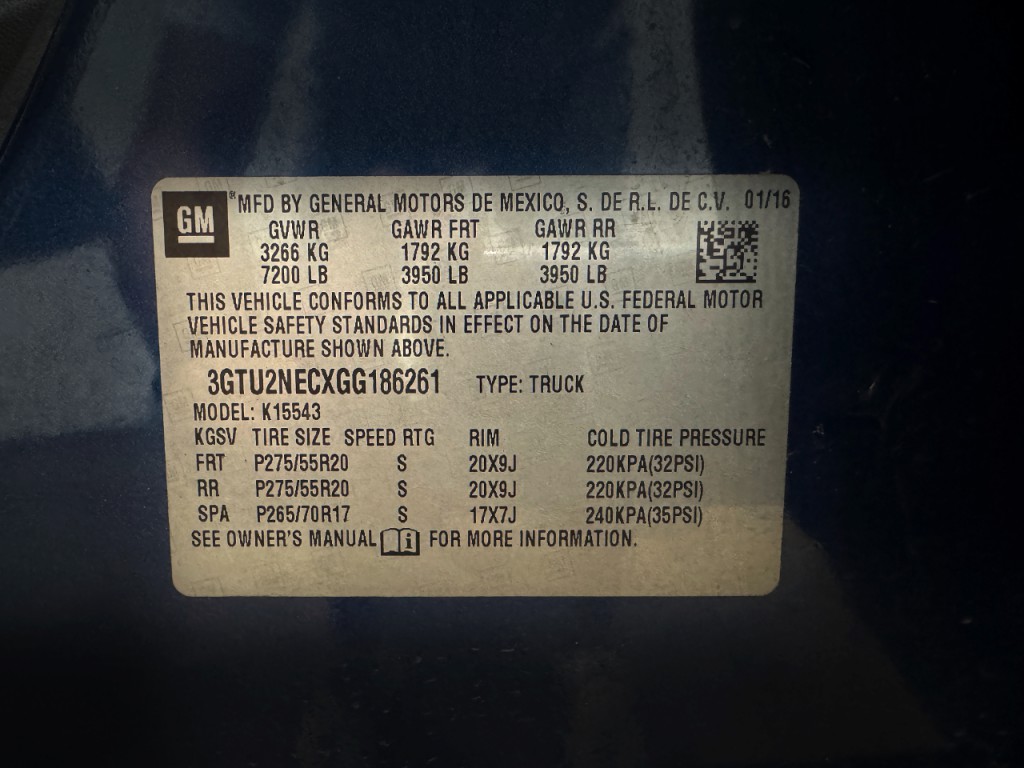 GM
® MFD BY GENERAL MOTORS DE MEXICO, S. DE R.L. DE C.V. 01/16
GVWR GAWR FRT GAWR RR
3266 KG 1792 KG 1792 KG
7200 LB 3950 LB 3950 LB
THIS VEHICLE CONFORMS TO ALL APPLICABLE U.S. FEDERAL MOTOR
VEHICLE SAFETY STANDARDS IN EFFECT ON THE DATE OF
MANUFACTURE SHOWN ABOVE.
3GTU2NECXGG186261 TYPE: TRUCK
MODEL: K15543
KGSV TIRE SIZE SPEED RTG RIM COLD TIRE PRESSURE
FRT P275/55R20 S 20X9J 220KPA(32PSI)
RR P275/55R20 S 20X9J 220KPA(32PSI)
SPA P265/70R17 S 17X7J 240KPA(35PSI)
SEE OWNER'S MANUAL i FOR MORE INFORMATION.